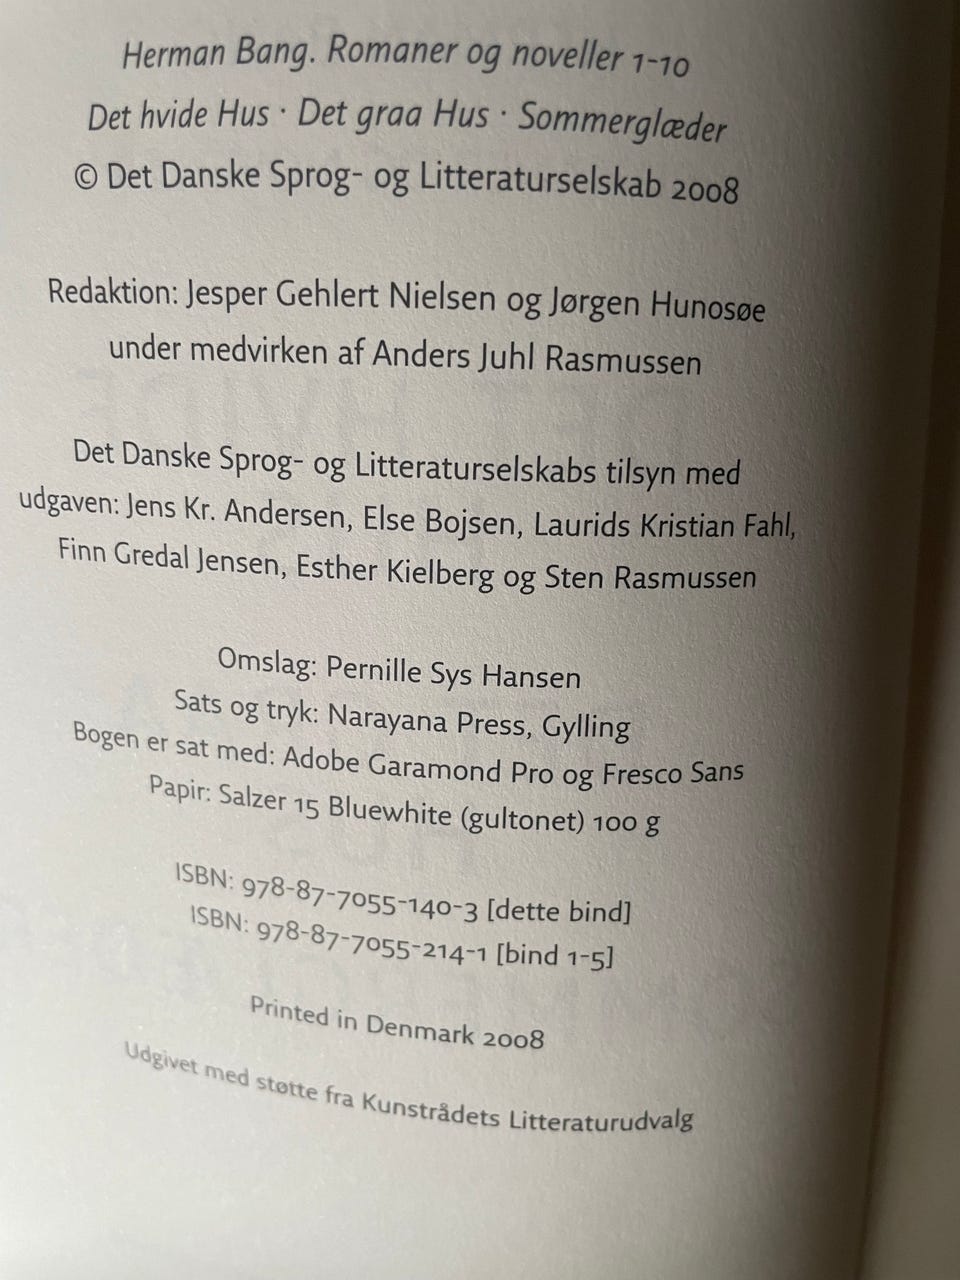 Herman Bang. Romaner og noveller 1-10
Det hvide Hus · Det graa Hus · Sommerglæder
© Det Danske Sprog- og Litteraturselskab 2008
Redaktion: Jesper Gehlert Nielsen og Jørgen Hunosøe
under medvirken af Anders Juhl Rasmussen
Det Danske Sprog- og Litteraturselskabs tilsyn med
udgaven: Jens Kr. Andersen, Else Bojsen, Laurids Kristian Fahl,
Finn Gredal Jensen, Esther Kielberg og Sten Rasmussen
Omslag: Pernille Sys Hansen
Sats og tryk: Narayana Press, Gylling
Bogen er sat med: Adobe Garamond Pro og Fresco Sans
Papir: Salzer 15 Bluewhite (gultonet) 100 g
ISBN: 978-87-7055-140-3 [dette bind]
ISBN: 978-87-7055-214-1 [bind 1-5]
Printed in Denmark 2008
Udgivet med støtte fra Kunstrådets Litteraturudvalg